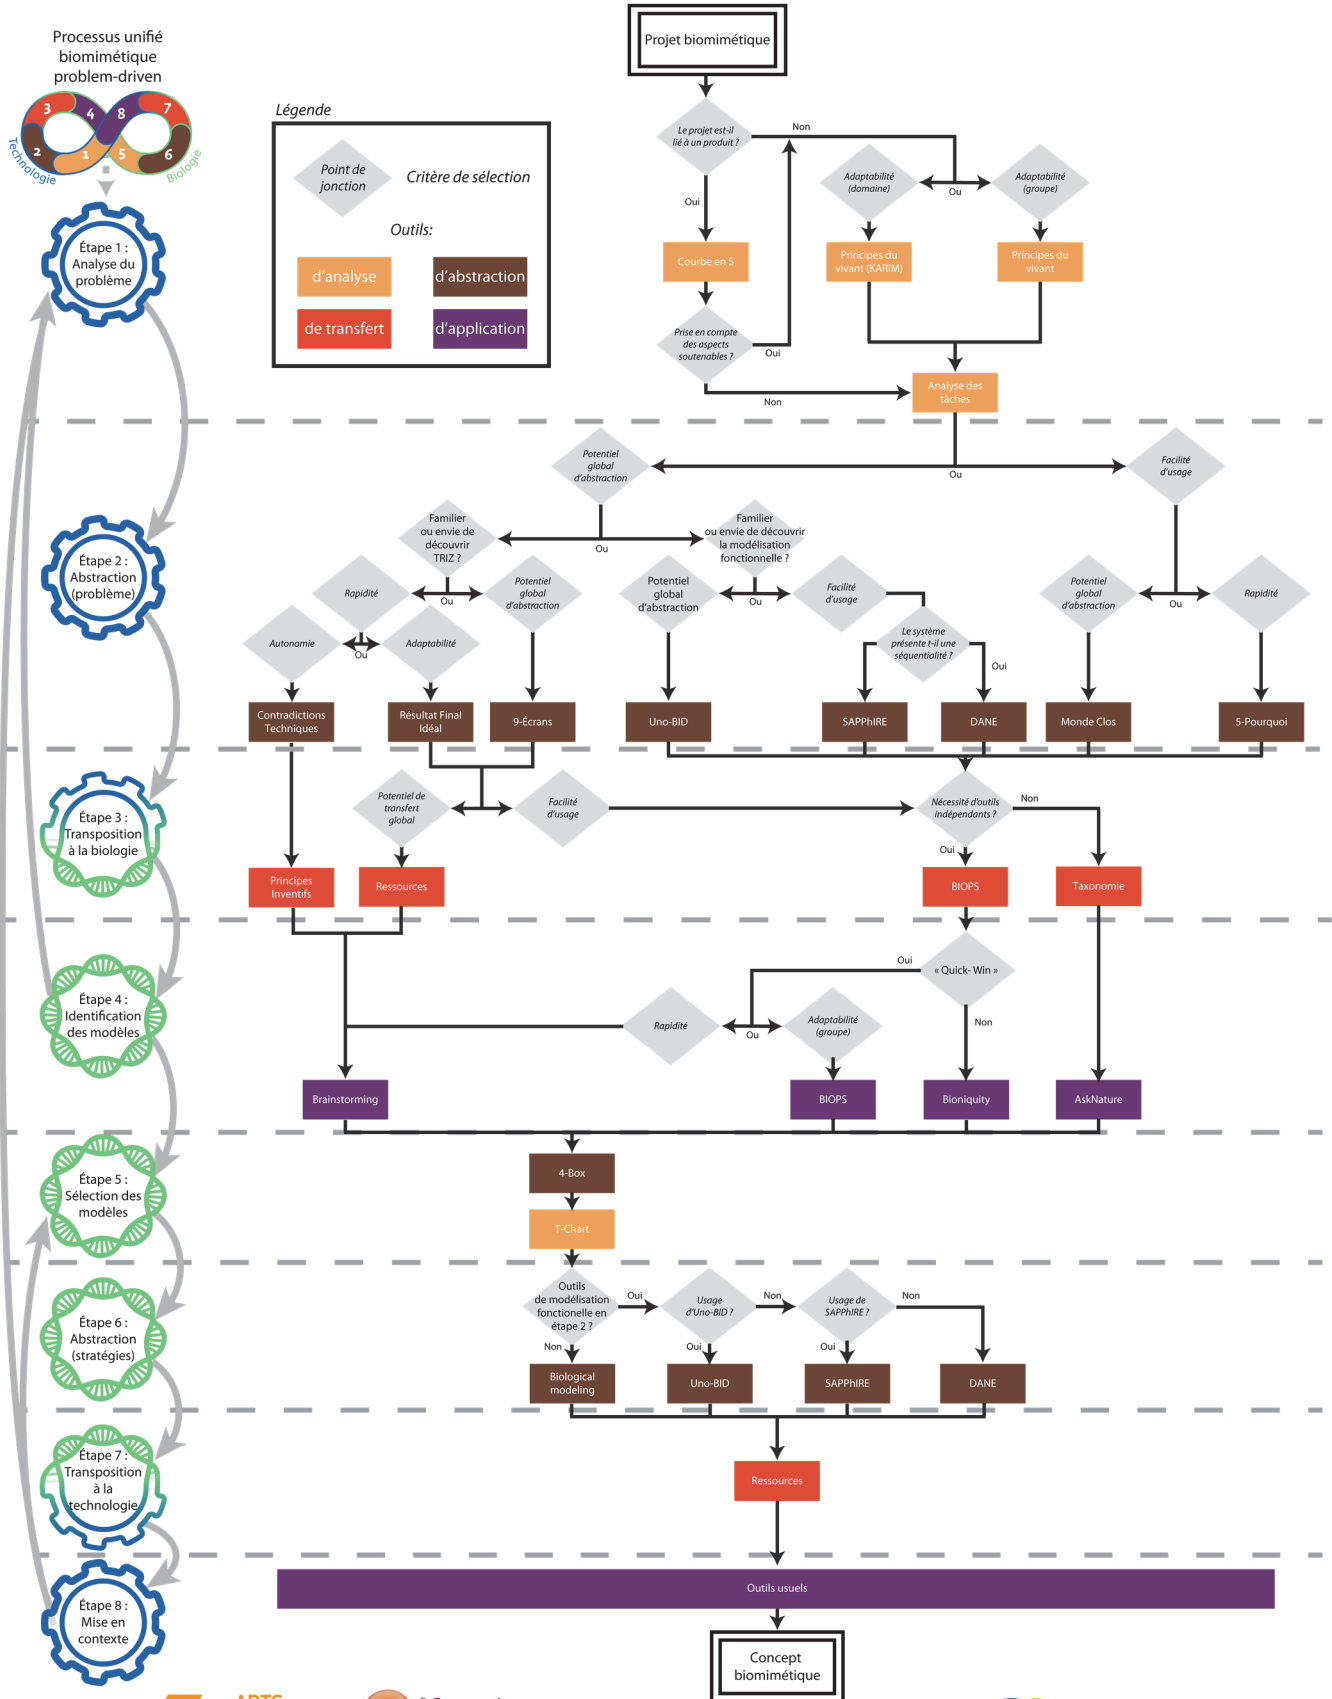 Processus unifié
biomimétique
problem-driven
3
4
8
7
2
1
5
6
Technologie
Biologie
Légende
Point de
jonction
Critère de sélection
Outils:
d'analyse
d'abstraction
de transfert
d'application
Projet biomimétique
Le projet est-il
lié à un produit ?
Non
Oui
Adaptabilité
(domaine)
Ou
Adaptabilité
(groupe)
Courbe en S
Principes du
vivant (KARIM)
Principes du
vivant
Prise en compte
des aspects
soutenables ?
Oui
Non
Analyse des
tâches
Étape 1 :
Analyse du
problème
Potentiel
global
d'abstraction
Ou
Facilité
d'usage
Familier
ou envie de
découvrir
TRIZ ?
Ou
Familier
ou envie de découvrir
la modélisation
fonctionnelle ?
Étape 2 :
Abstraction
(problème)
Rapidité
Ou
Potentiel
global
d'abstraction
Potentiel
global
d'abstraction
Ou
Facilité
d'usage
Potentiel
global
d'abstraction
Ou
Rapidité
Autonomie
Ou
Adaptabilité
Le système
présente t-il une
séquentialité ?
Oui
Contradictions
Techniques
Résultat Final
Idéal
9-Écrans
Uno-BID
SAPPhIRE
DANE
Monde Clos
5-Pourquoi
Étape 3 :
Transposition
à la biologie
Potentiel de
transfert
global
Facilité
d'usage
Nécessité d'outils
indépendants ?
Non
Oui
Principes
Inventifs
Ressources
BIOPS
Taxonomie
Étape 4 :
Identification
des modèles
Oui
« Quick- Win »
Non
Rapidité
Ou
Adaptabilité
(groupe)
Brainstorming
BIOPS
Bioniquity
AskNature
Étape 5 :
Sélection des
modèles
4-Box
T-Chart
Étape 6 :
Abstraction
(stratégies)
Outils
de modélisation
fonctionelle en
étape 2 ?
Oui
Usage
d'Uno-BID ?
Non
Usage de
SAPPhIRE ?
Non
Non
Oui
Oui
Biological
modeling
Uno-BID
SAPPhIRE
DANE
Étape 7 :
Transposition
à la
technologie
Ressources
Étape 8 :
Mise en
contexte
Outils usuels
Concept
biomimétique
ARTS